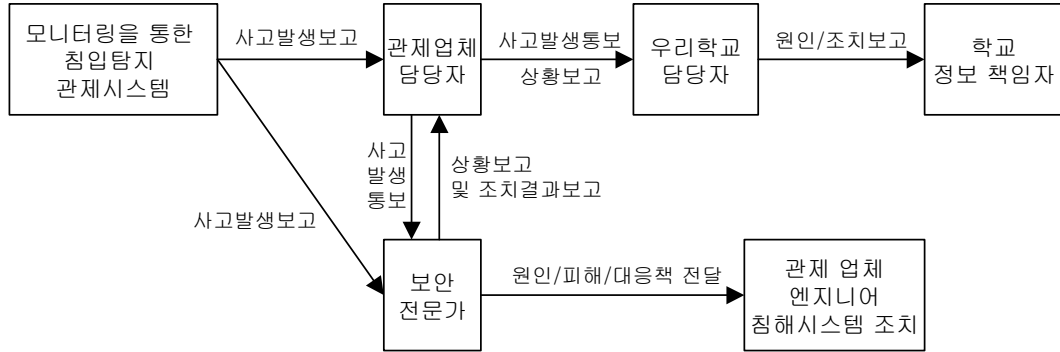 모니터링을 통한
침입탐지
관제시스템
사고발생보고
관제업체
담당자
사고발생통보
상황보고
우리학교
담당자
원인/조치보고
학교
정보 책임자
사고
발생
통보
상황보고
및 조치결과보고
사고발생보고
보안
전문가
원인/피해/대응책 전달
관제 업체
엔지니어
침해시스템 조치